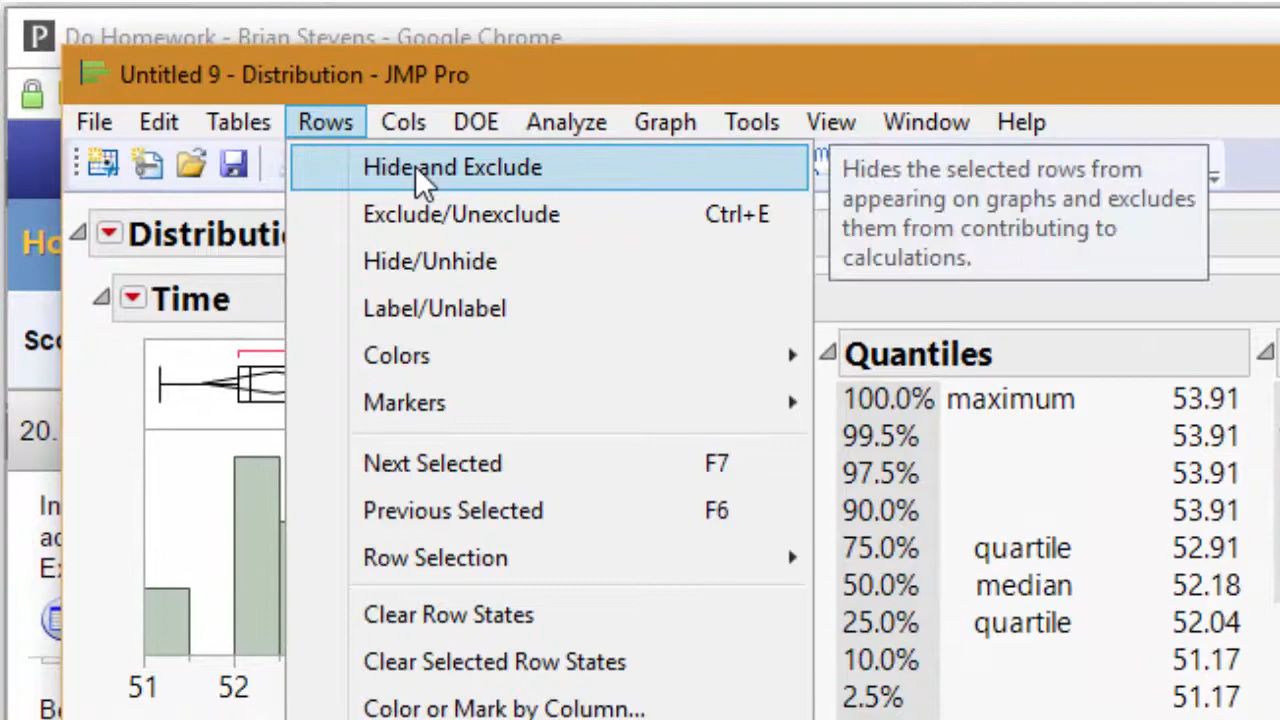 Do Homework - Brian Stevens - Google Chrome
Untitled 9 - Distribution - JMP Pro
File Edit Tables Rows Cols DOE Analyze Graph Tools View Window Help
Hide and Exclude
Exclude/Unexclude Ctrl+E
Hide/Unhide
Label/Unlabel
Colors
Markers
Next Selected F7
Previous Selected F6
Row Selection
Clear Row States
Clear Selected Row States
Color or Mark by Column...
Hides the selected rows from
appearing on graphs and excludes
them from contributing to
calculations.
Time
51 52
Quantiles
100.0% maximum 53.91
99.5% 53.91
97.5% 53.91
90.0% 53.91
75.0% quartile 52.91
50.0% median 52.18
25.0% quartile 52.04
10.0% 51.17
2.5% 51.17
20.